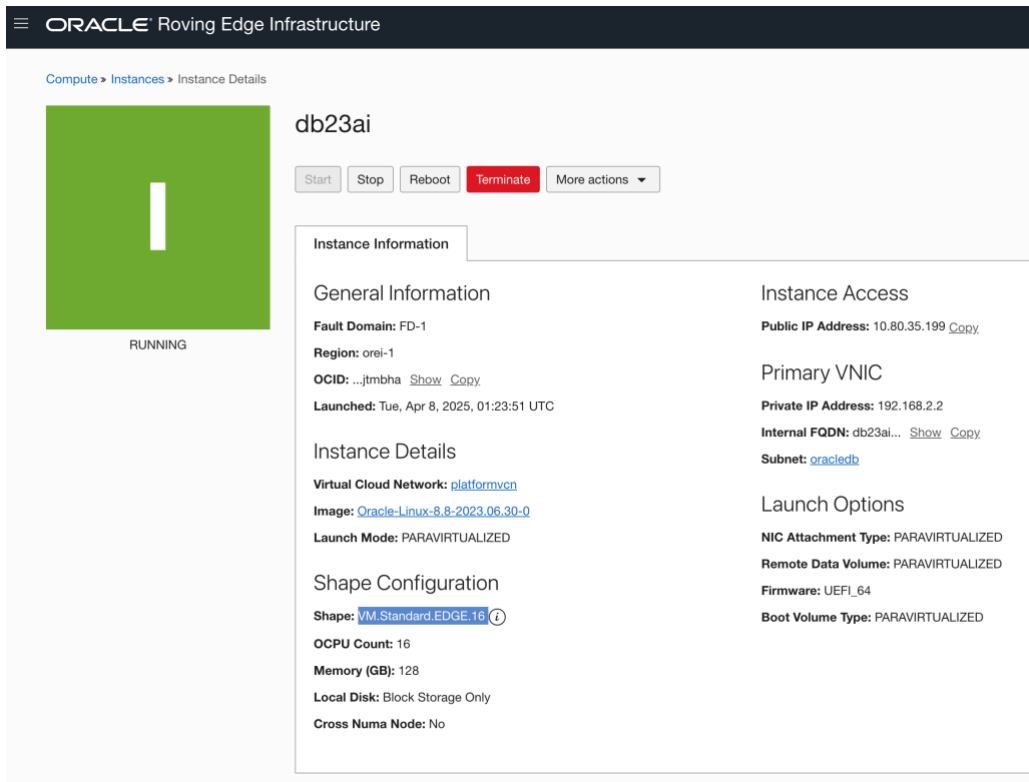 ORACLE Roving Edge Infrastructure
Compute » Instances » Instance Details
db23ai
Start Stop Reboot Terminate More actions
RUNNING
Instance Information
General Information
Fault Domain: FD-1
Region: orei-1
OCID: ...jtmbha Show Copy
Launched: Tue, Apr 8, 2025, 01:23:51 UTC
Instance Details
Virtual Cloud Network: platformvcn
Image: Oracle-Linux-8.8-2023.06.30-0
Launch Mode: PARAVIRTUALIZED
Shape Configuration
Shape: VM.Standard.EDGE.16 i
OCPU Count: 16
Memory (GB): 128
Local Disk: Block Storage Only
Cross Numa Node: No
Instance Access
Public IP Address: 10.80.35.199 Copy
Primary VNIC
Private IP Address: 192.168.2.2
Internal FQDN: db23ai... Show Copy
Subnet: oracledb
Launch Options
NIC Attachment Type: PARAVIRTUALIZED
Remote Data Volume: PARAVIRTUALIZED
Firmware: UEFI_64
Boot Volume Type: PARAVIRTUALIZED